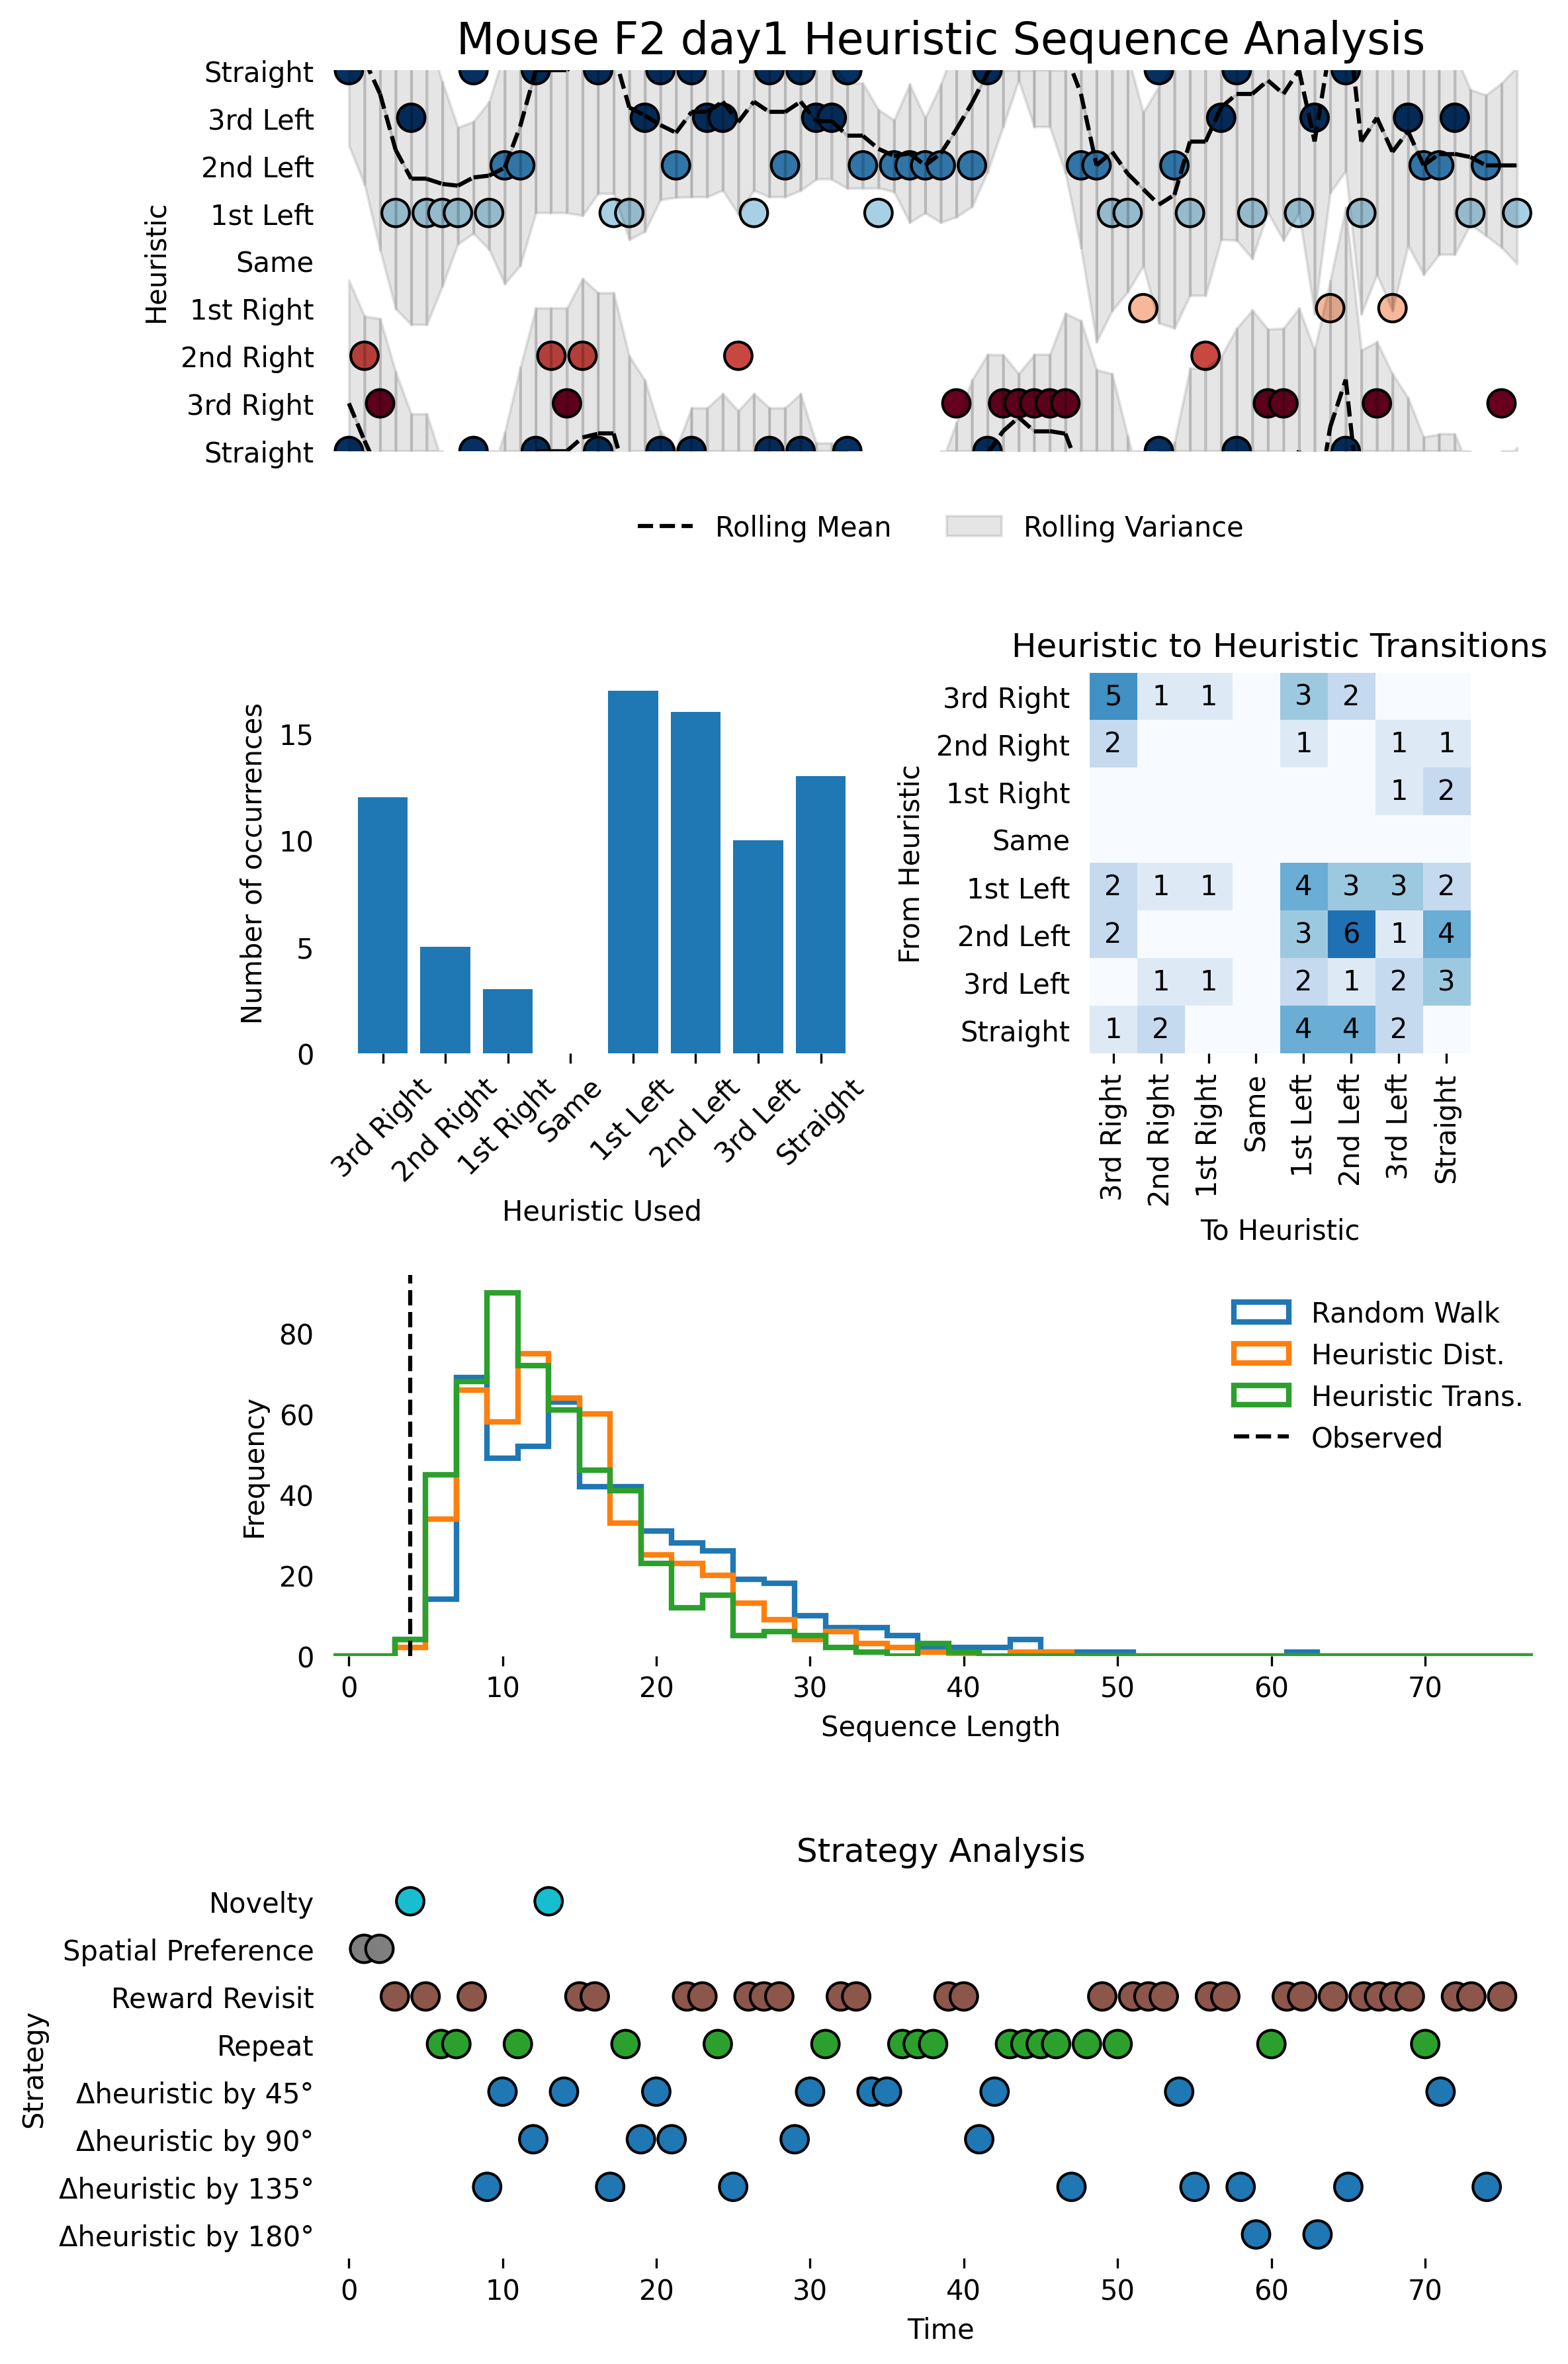 Mouse F2 day1 Heuristic Sequence Analysis
Straight
3rd Left
2nd Left
1st Left
Same
1st Right
2nd Right
3rd Right
Straight
Heuristic
Rolling Mean
Rolling Variance
Number of occurrences
15
10
5
0
3rd Right
2nd Right
1st Right
Same
1st Left
2nd Left
3rd Left
Straight
Heuristic Used
Heuristic to Heuristic Transitions
From Heuristic
3rd Right 5 1 1 3 2
2nd Right 2 1 1 1
1st Right 1 2
Same
1st Left 2 1 1 4 3 3 2
2nd Left 2 3 6 1 4
3rd Left 1 1 2 1 2 3
Straight 1 2 4 4 2
3rd Right
2nd Right
1st Right
Same
1st Left
2nd Left
3rd Left
Straight
To Heuristic
Frequency
80
60
40
20
0
Random Walk
Heuristic Dist.
Heuristic Trans.
Observed
0 10 20 30 40 50 60 70
Sequence Length
Strategy Analysis
Strategy
Novelty
Spatial Preference
Reward Revisit
Repeat
Δheuristic by 45°
Δheuristic by 90°
Δheuristic by 135°
Δheuristic by 180°
0 10 20 30 40 50 60 70
Time